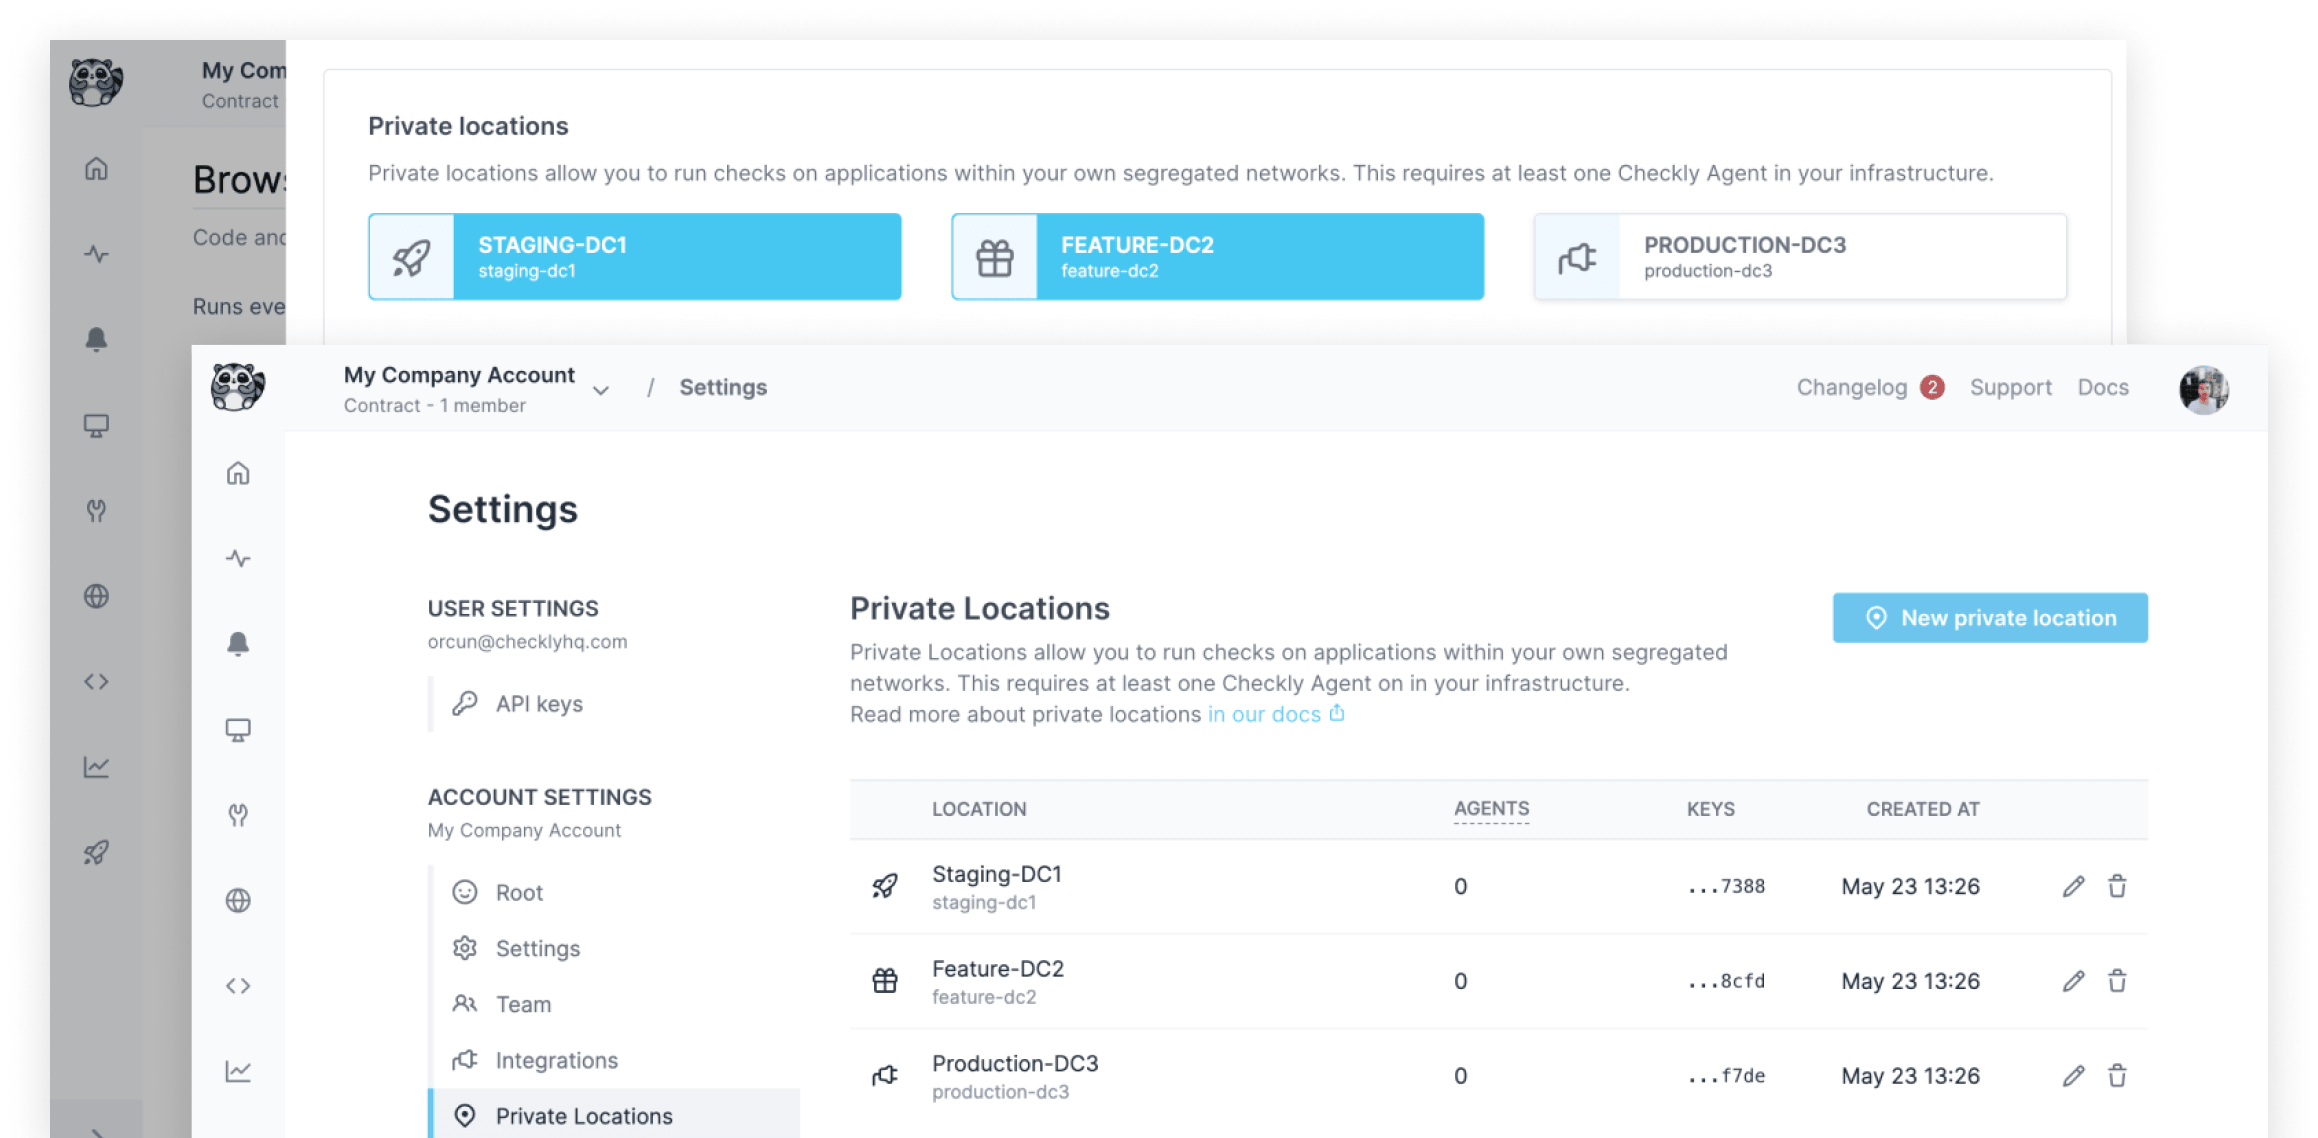 My Com
Contract
Brows
Code and
Runs eve
Private locations
Private locations allow you to run checks on applications within your own segregated networks. This requires at least one Checkly Agent in your infrastructure.
STAGING-DC1
staging-dc1
FEATURE-DC2
feature-dc2
PRODUCTION-DC3
production-dc3
My Company Account
Contract - 1 member
/ Settings
Changelog 2 Support Docs
Settings
USER SETTINGS
orcun@checklyhq.com
API keys
ACCOUNT SETTINGS
My Company Account
Root
Settings
Team
Integrations
Private Locations
Private Locations
Private Locations allow you to run checks on applications within your own segregated
networks. This requires at least one Checkly Agent on in your infrastructure.
Read more about private locations in our docs
New private location
LOCATION AGENTS KEYS CREATED AT
Staging-DC1
staging-dc1
0 ...7388 May 23 13:26
Feature-DC2
feature-dc2
0 ...8cfd May 23 13:26
Production-DC3
production-dc3
0 ...f7de May 23 13:26